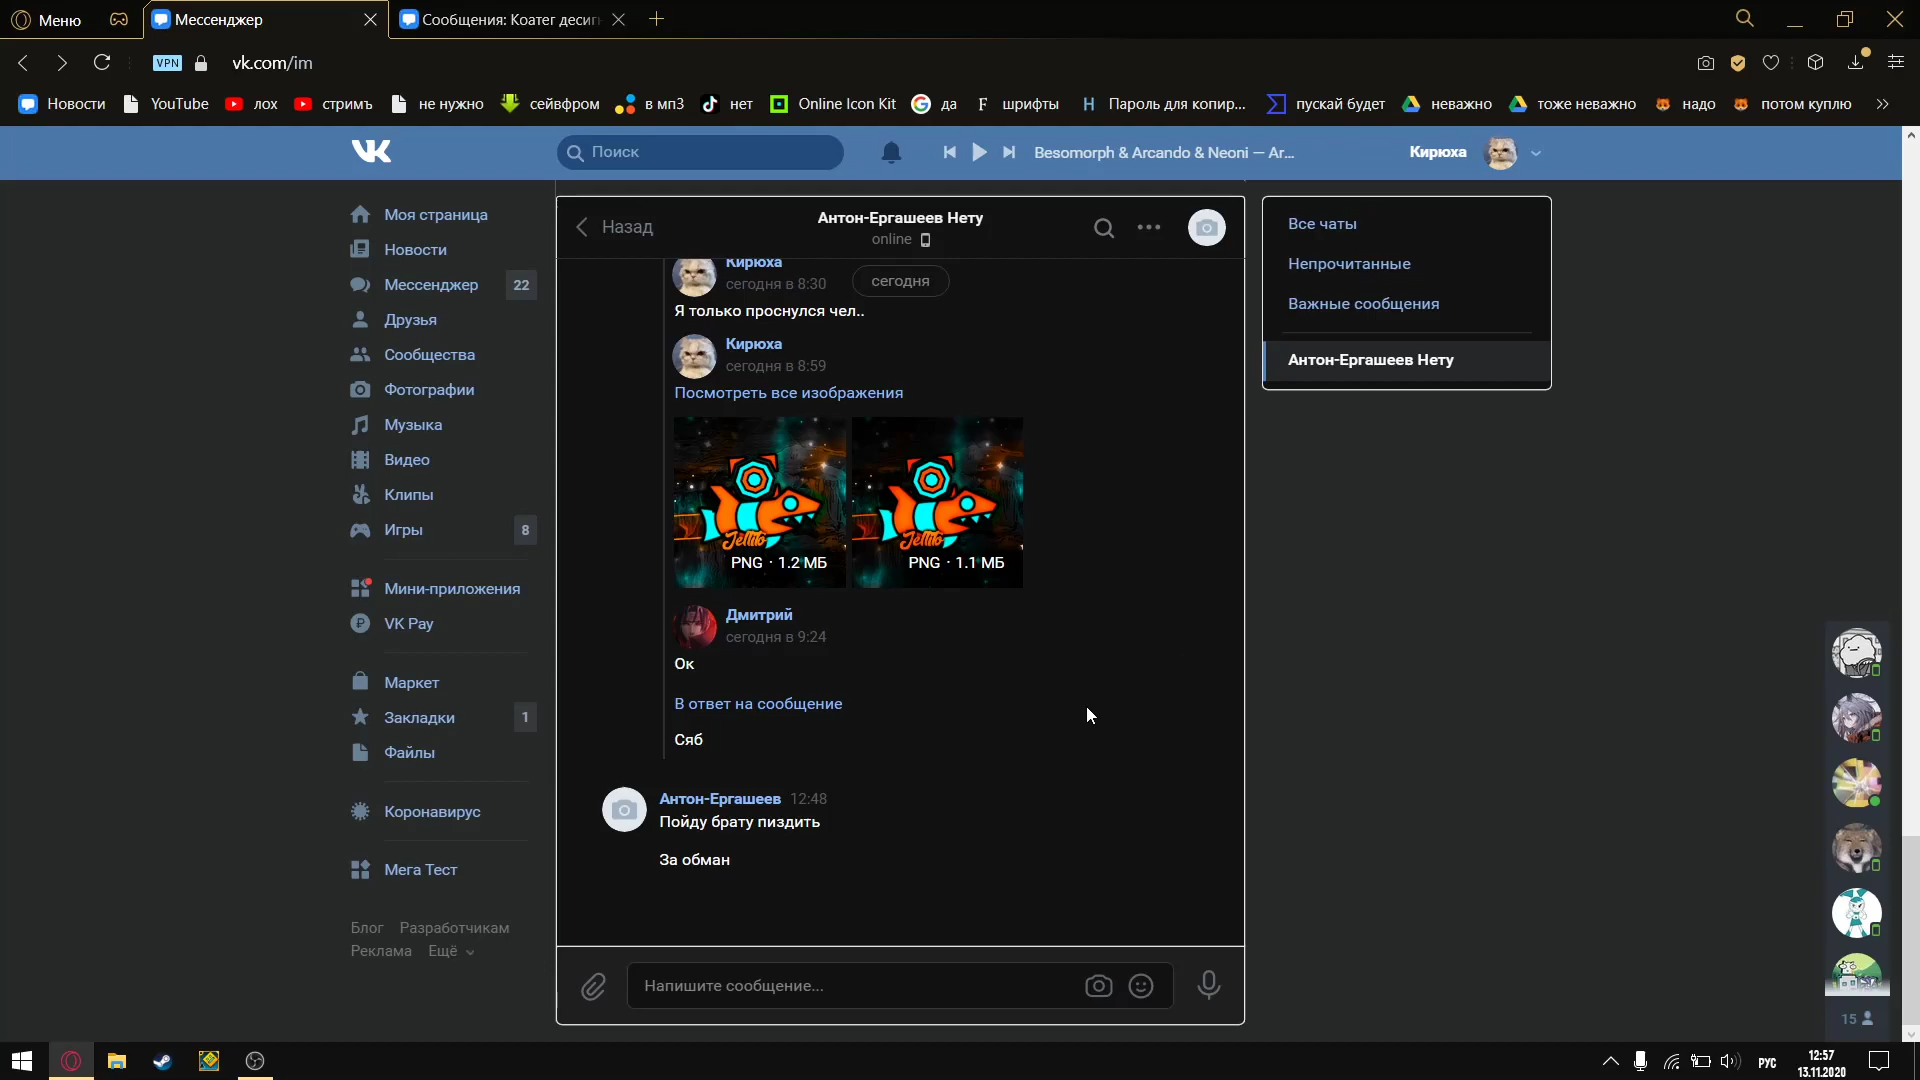 Меню
Мессенджер
Сообщения: Коатег десиг
VPN
vk.com/im
Новости
YouTube
лох
стримъ
не нужно
сейвфром
в мп3
нет
Online Icon Kit
да
шрифты
Пароль для копир...
пускай будет
неважно
тоже неважно
надо
потом куплю
Поиск
Besomorph & Arcando & Neoni — Ar...
Кирюха
Моя страница
Новости
Мессенджер 22
Друзья
Сообщества
Фотографии
Музыка
Видео
Клипы
Игры 8
Мини-приложения
VK Pay
Маркет
Закладки 1
Файлы
Коронавирус
Мега Тест
Блог Разработчикам
Реклама Ещё
Назад
Антон-Ергашеев Нету
online
Кирюха
сегодня в 8:30
сегодня
Я только проснулся чел..
Кирюха
сегодня в 8:59
Посмотреть все изображения
Jellito
PNG · 1.2 МБ
Jellito
PNG · 1.1 МБ
Дмитрий
сегодня в 9:24
Ок
В ответ на сообщение
Сяб
Антон-Ергашеев 12:48
Пойду брату пиздить
За обман
Напишите сообщение...
Все чаты
Непрочитанные
Важные сообщения
Антон-Ергашеев Нету
15
РУС
12:57
13.11.2020